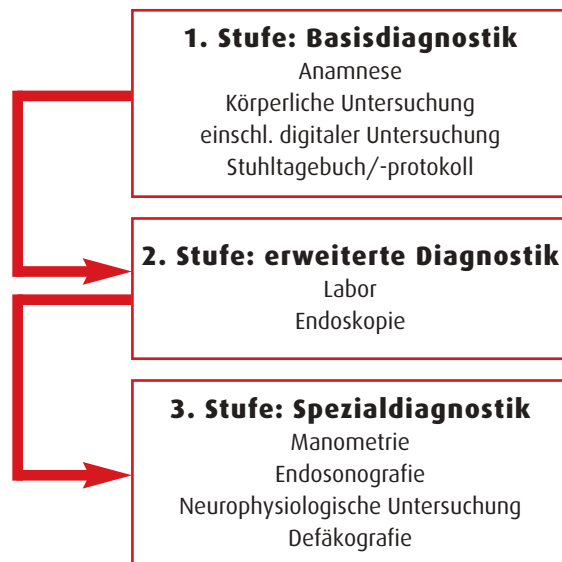 1. Stufe: Basisdiagnostik
Anamnese
Körperliche Untersuchung
einschl. digitaler Untersuchung
Stuhltagebuch/-protokoll
2. Stufe: erweiterte Diagnostik
Labor
Endoskopie
3. Stufe: Spezialdiagnostik
Manometrie
Endosonografie
Neurophysiologische Untersuchung
Defäkografie